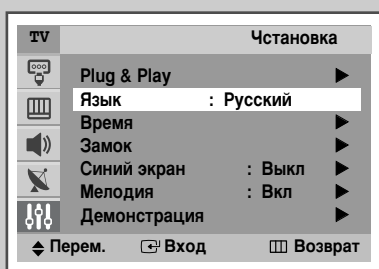 TV Чстановка
Plug & Play
Язык : Русский
Время
Замок
Синий экран : Выкл
Мелодия : Вкл
Демонстрация
Перем. Вход Возврат